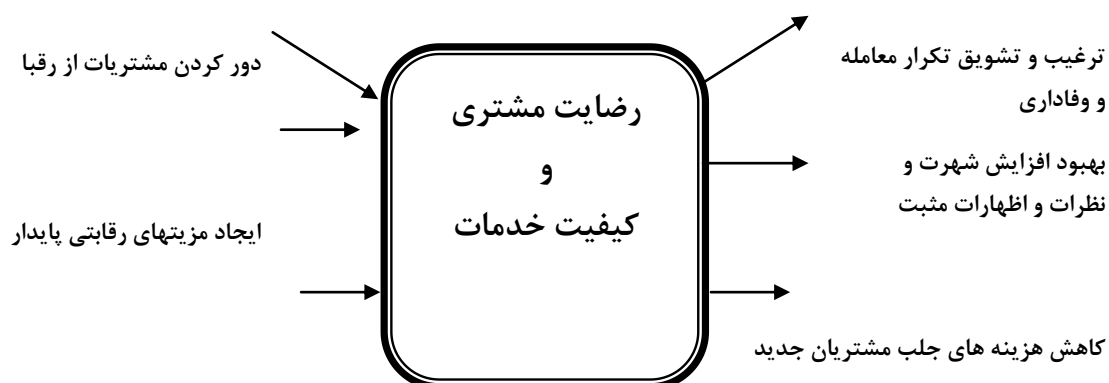 ترغیب و تشویق تکرار معامله
و وفاداری
بهبود افزایش شهرت و
نظرات و اظهارات مثبت
کاهش هزینه های جلب مشتریان جدید
رضایت مشتری
و
کیفیت خدمات
دور کردن مشتریات از رقبا
ایجاد مزیتهای رقابتی پایدار